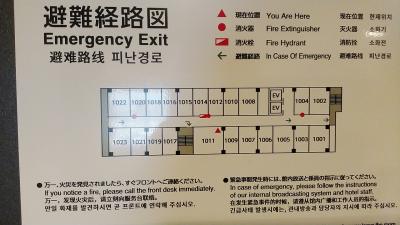 避難経路図
Emergency Exit
避难路线 피난경로
現在位置 You Are Here 现在位置 현재위치
消火器 Fire Extinguisher 灭火器 소화기
消火栓 Fire Hydrant 消防栓 소화전
避難経路 In Case Of Emergency 避难路线 피난경로
1022 1020 1018 1016 1015 1014 1012 1010 1008 EV EV 1004 1002
1023 1021 1017 1011 1006 1005 1003 1001
●万一、火災を発見されましたら、すぐフロントへご連絡ください。
If you notice a fire, please call the front desk immediately.
万一、发现火灾后、请立刻向服务台联络。
만일 화재를 발견하시면 곧 프론트에 연락해 주십시오.
●緊急事態発生時には、館内放送と係員の指示に従ってください。
In case of emergency, please follow the instructions
of our internal broadcasting system and hotel staff.
在发生紧急事态的时候、请遵从馆内广播和工作人员的指示。
긴급사태 발생시에는, 관내방송과 담당자의 지시에 따라 주십시오